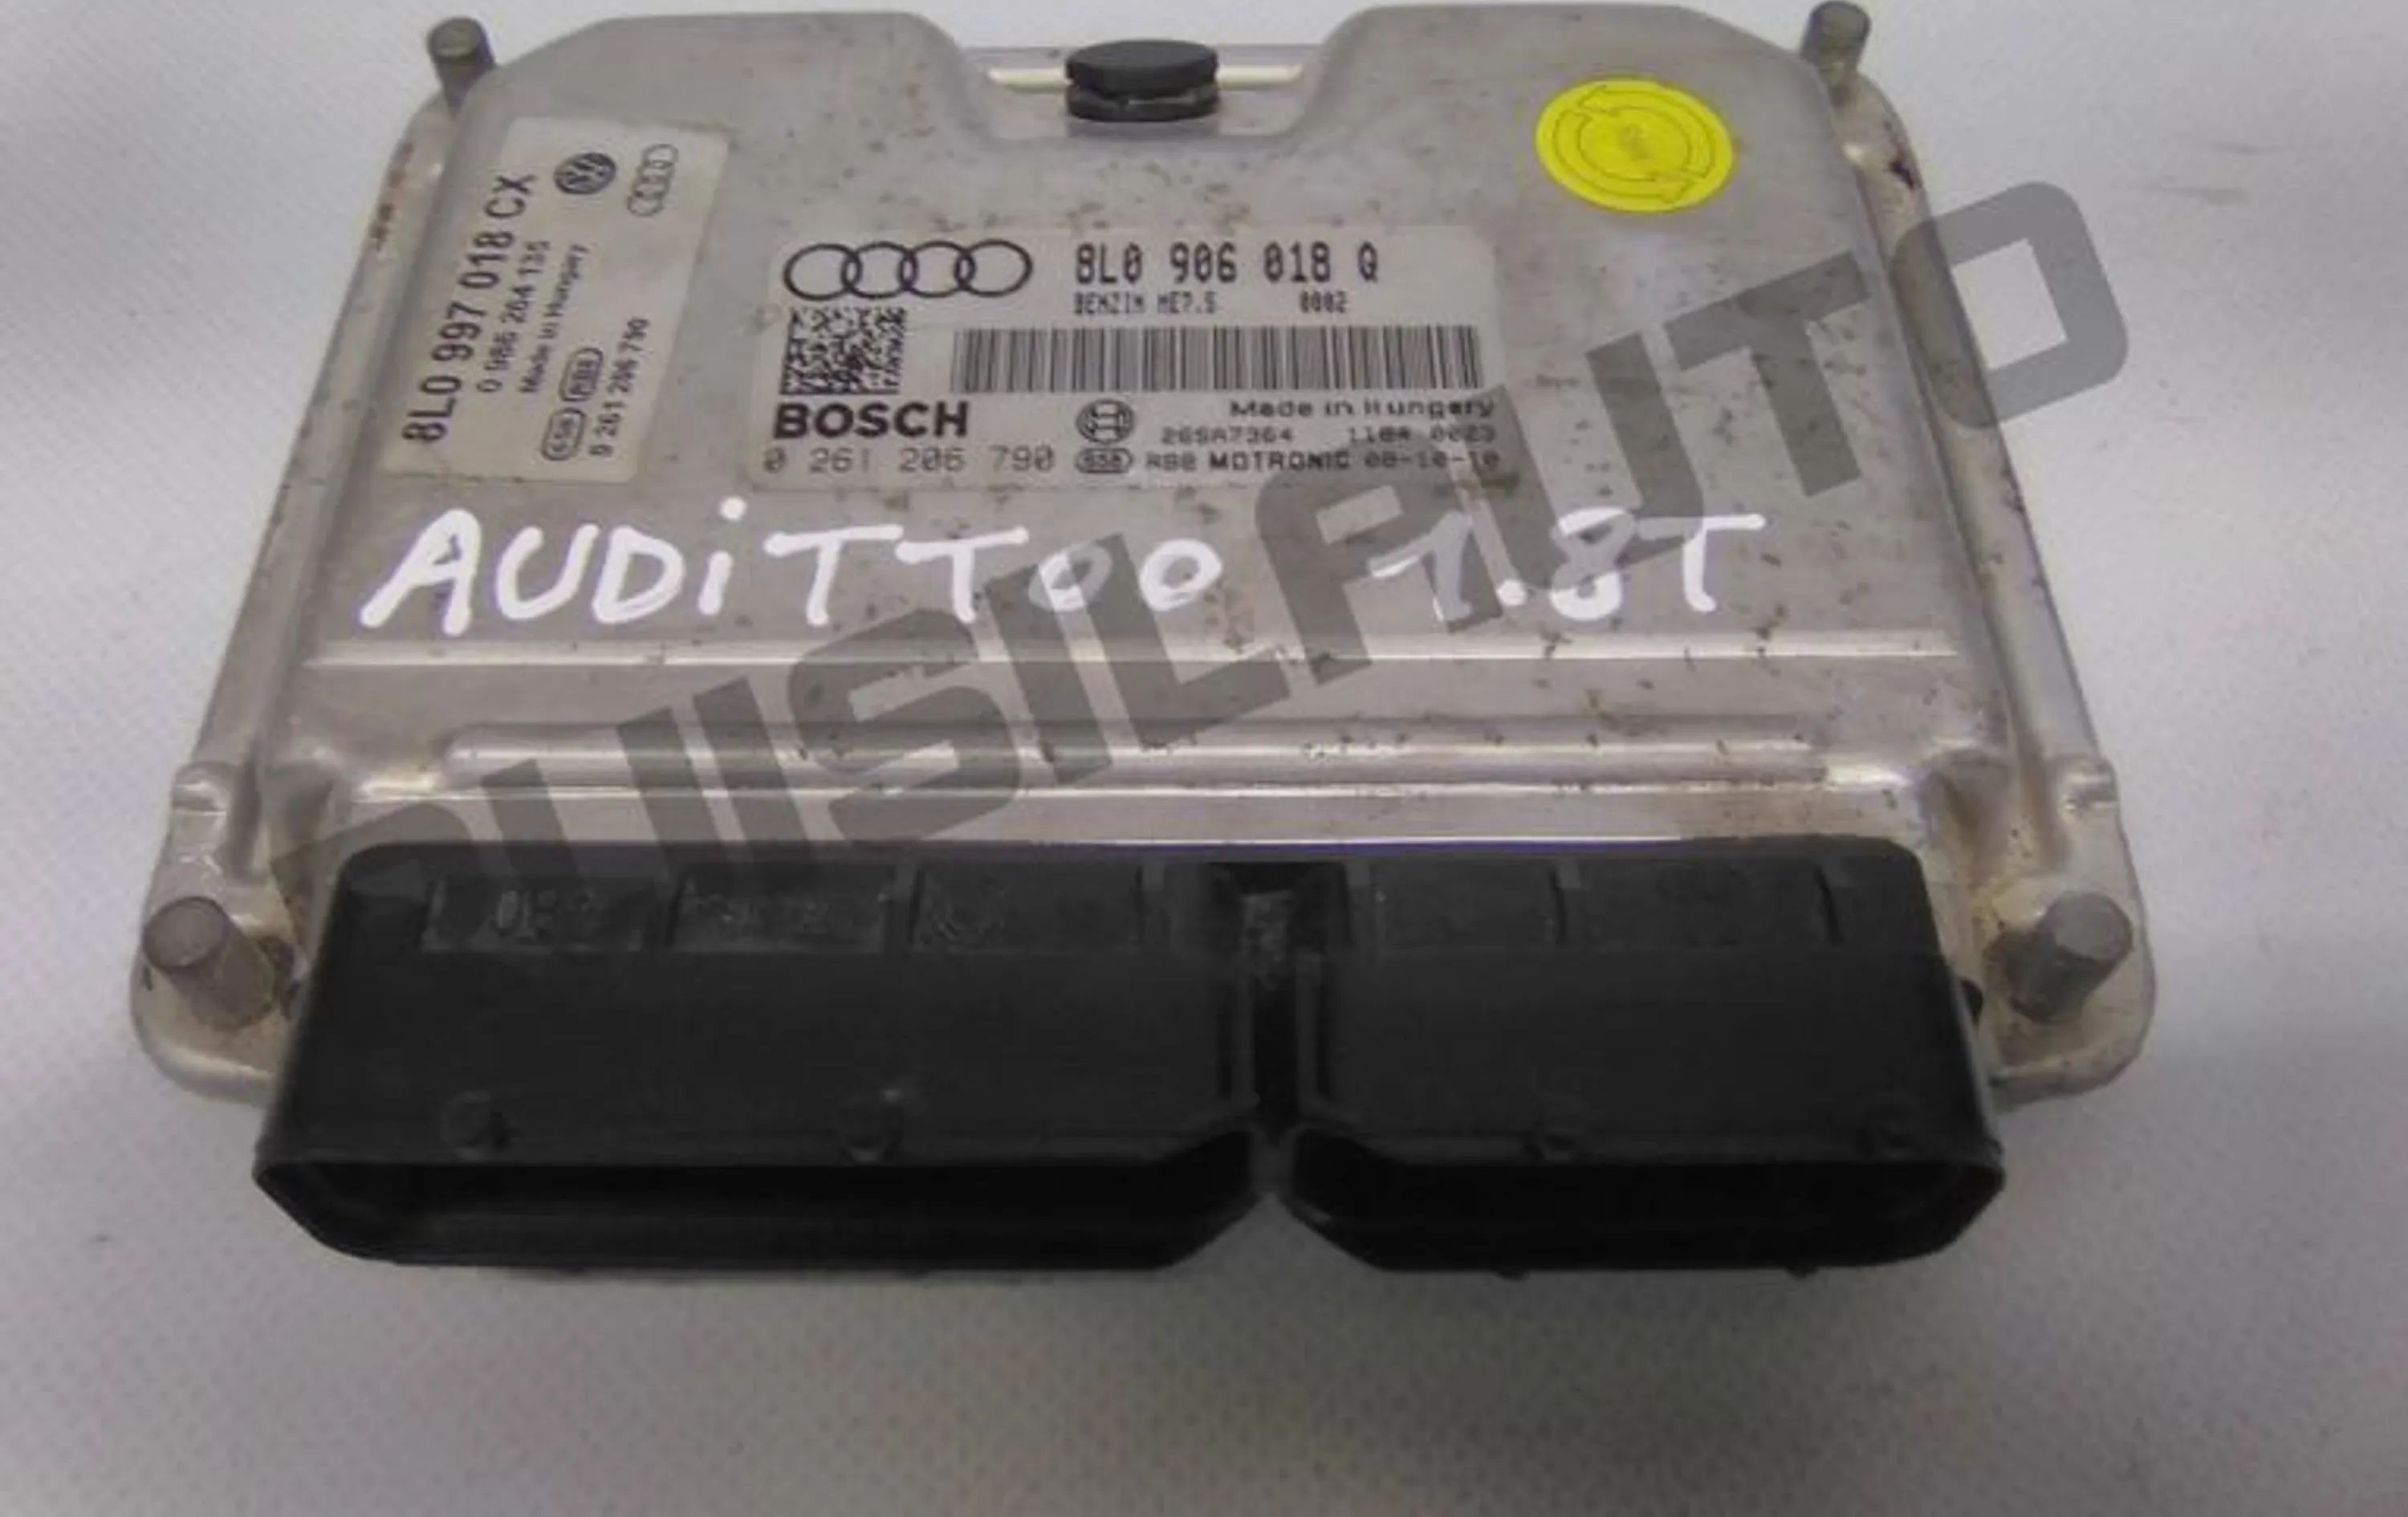 8L0 997 018 CX
0 986 264 135
Made in Hungary
0 261 206 790
8L0 906 018 Q
BENZIN ME7.5 0002
BOSCH
Made in Hungary
0 261 206 790
MOTRONIC
AUDi TT 00 1.8T
RUISILAUTO